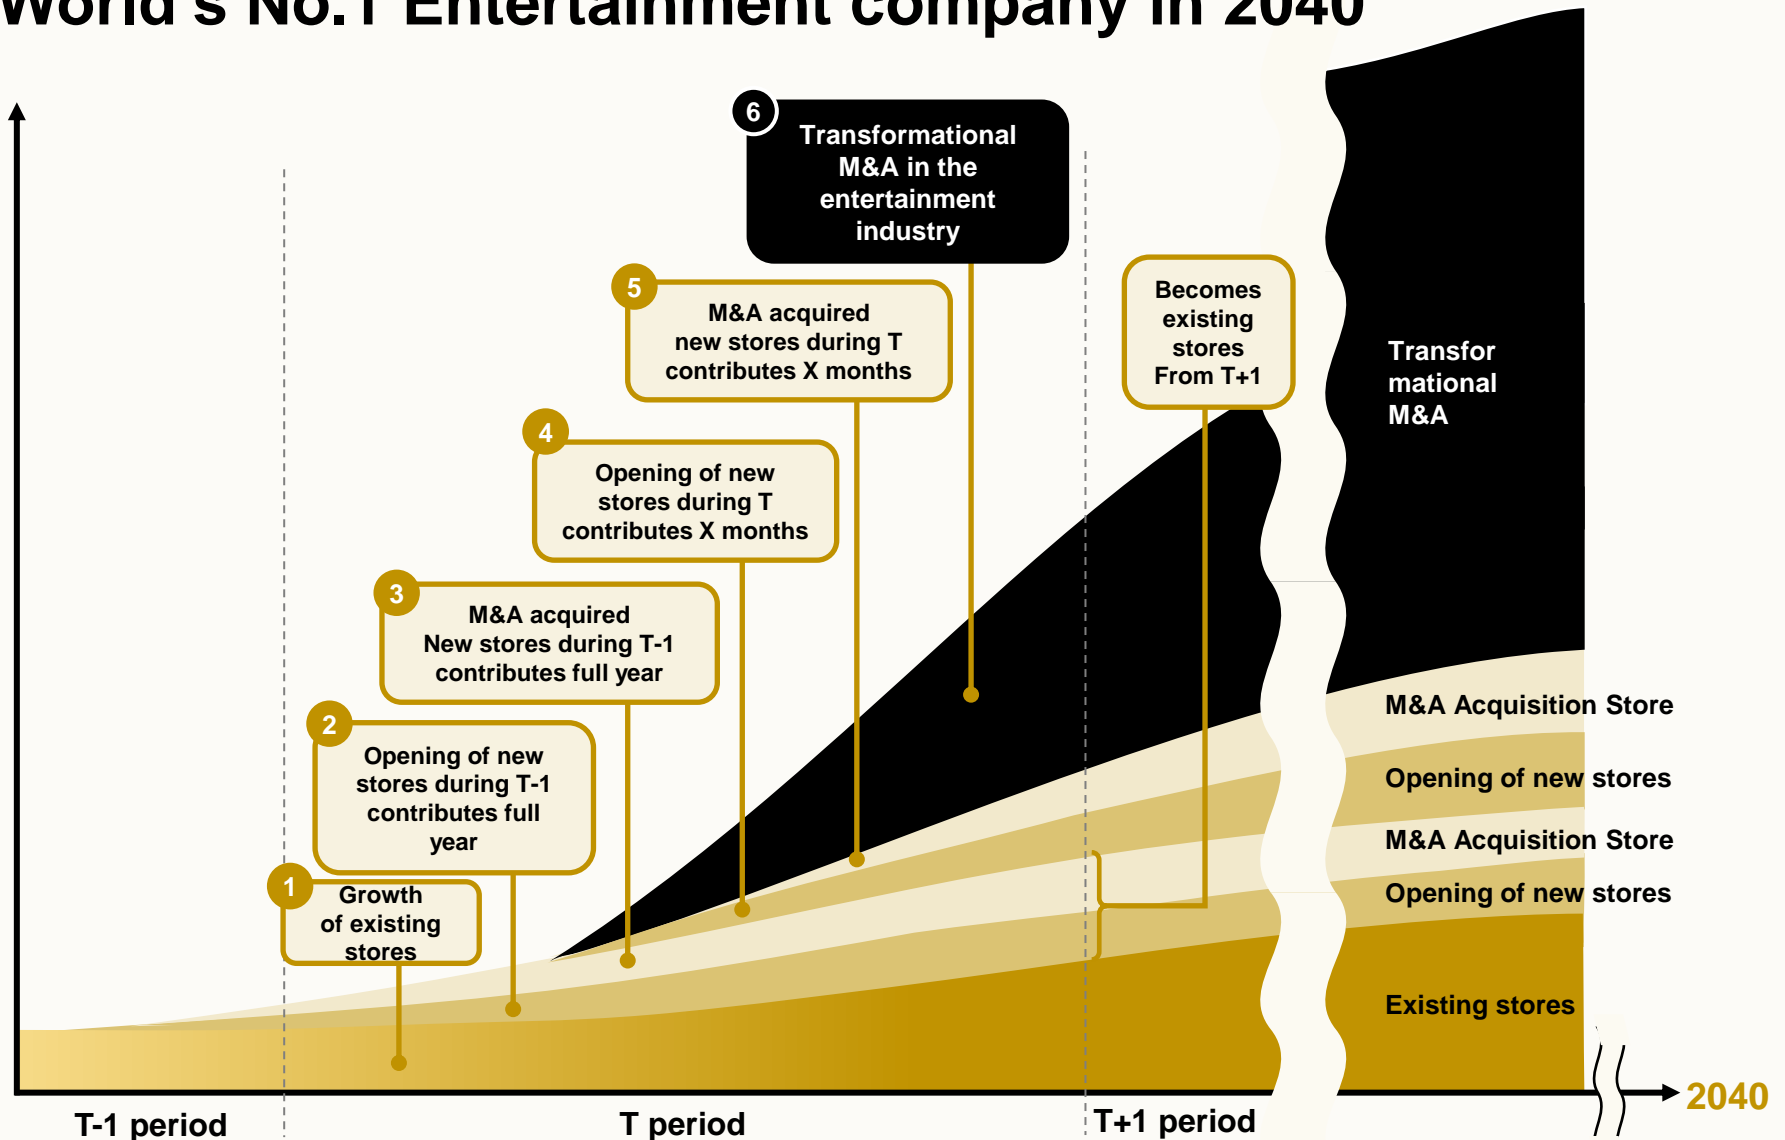 World's No.1 Entertainment company in 2040
6
Transformational
M&A in the
entertainment
industry
5
M&A acquired
new stores during T
contributes X months
Becomes
existing
stores
From T+1
4
Opening of new
stores during T
contributes X months
3
M&A acquired
New stores during T-1
contributes full year
2
Opening of new
stores during T-1
contributes full
year
1
Growth
of existing
stores
Transfor
mational
M&A
M&A Acquisition Store
Opening of new stores
M&A Acquisition Store
Opening of new stores
Existing stores
2040
T-1 period
T period
T+1 period